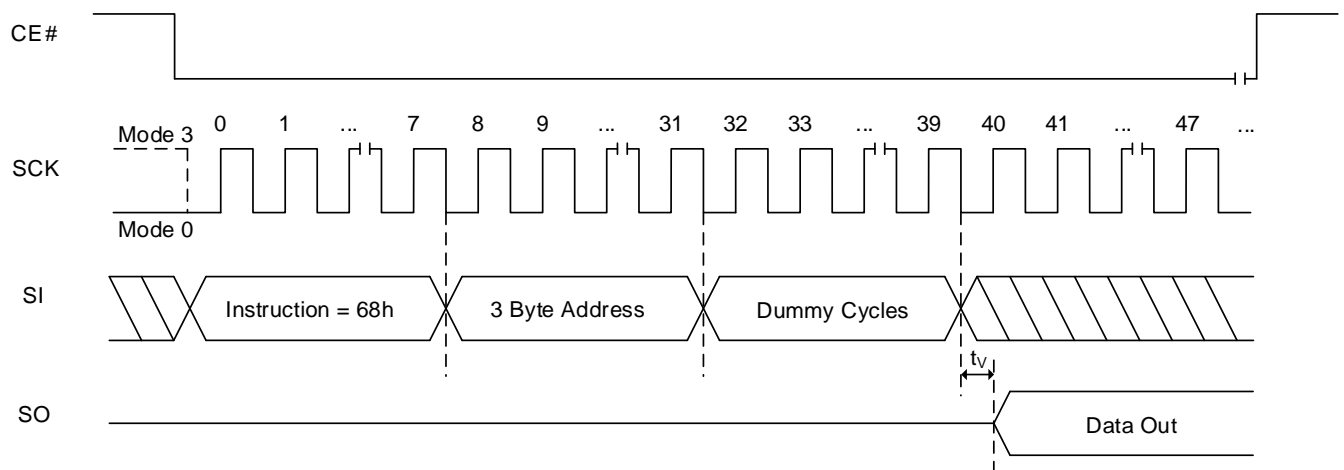 CE#
0 1 ... 7 8 9 ... 31 32 33 ... 39 40 41 ... 47 ...
Mode 3
SCK
Mode 0
SI
Instruction = 68h 3 Byte Address Dummy Cycles
tV
SO
Data Out